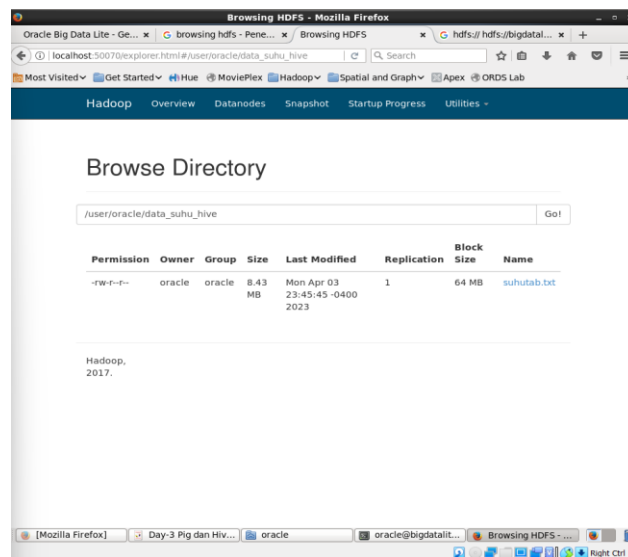 Browsing HDFS - Mozilla Firefox
Oracle Big Data Lite - Ge... x G browsing hdfs - Pene... x Browsing HDFS x G hdfs:// hdfs://bigdatal... x +
localhost:50070/explorer.html#/user/oracle/data_suhu_hive Search
Most Visited Get Started Hue MoviePlex Hadoop Spatial and Graph Apex ORDS Lab
Hadoop Overview Datanodes Snapshot Startup Progress Utilities
Browse Directory
/user/oracle/data_suhu_hive Go!
Permission Owner Group Size Last Modified Replication Block Size Name
-rw-r--r-- oracle oracle 8.43 MB Mon Apr 03 23:45:45 -0400 2023 1 64 MB suhutab.txt
Hadoop,
2017.
[Mozilla Firefox] Day-3 Pig dan Hiv... oracle oracle@bigdatalit... Browsing HDFS - ...
Right Ctrl